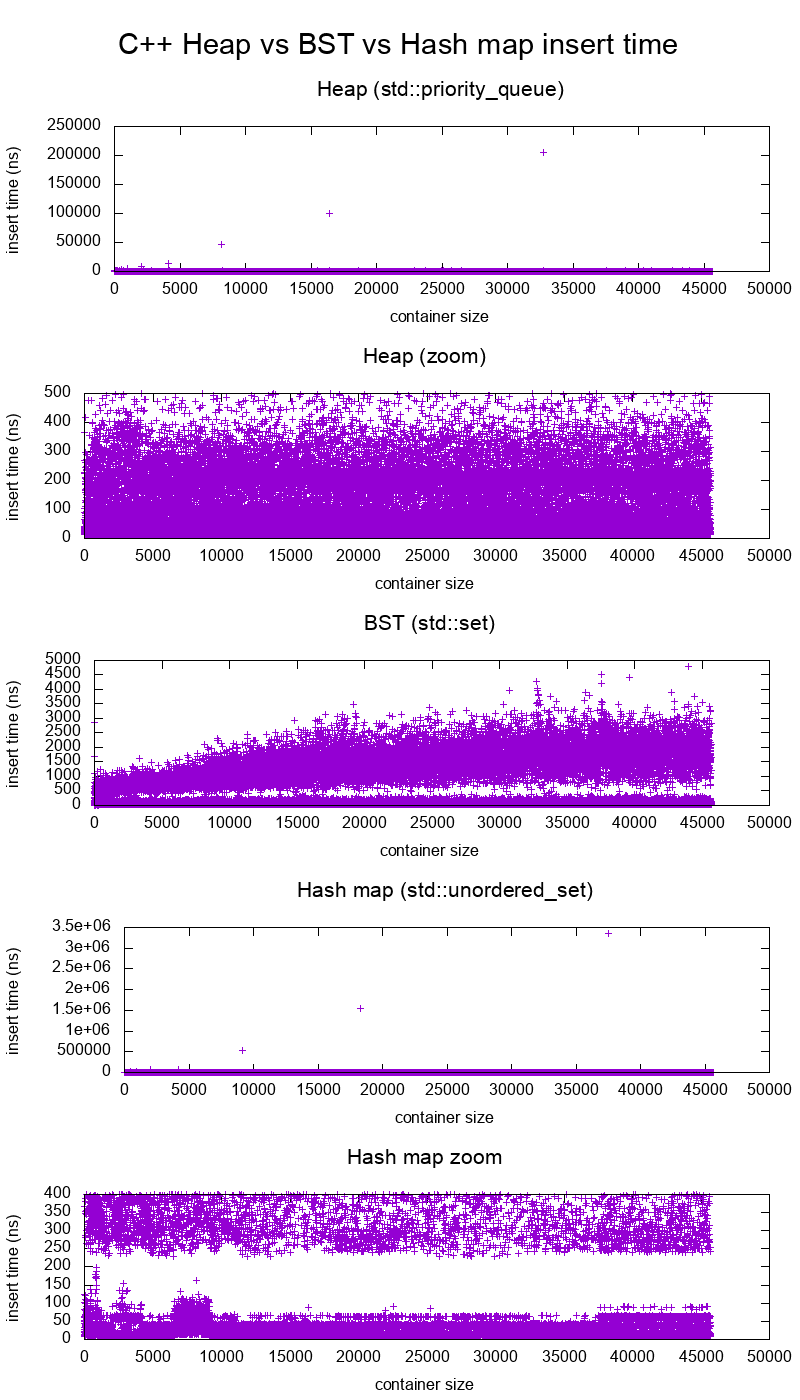 C++ Heap vs BST vs Hash map insert time
Heap (std::priority_queue)
250000
200000
150000
100000
50000
0
insert time (ns)
0 5000 10000 15000 20000 25000 30000 35000 40000 45000 50000
container size
Heap (zoom)
500
400
300
200
100
0
insert time (ns)
0 5000 10000 15000 20000 25000 30000 35000 40000 45000 50000
container size
BST (std::set)
5000
4500
4000
3500
3000
2500
2000
1500
1000
500
0
insert time (ns)
0 5000 10000 15000 20000 25000 30000 35000 40000 45000 50000
container size
Hash map (std::unordered_set)
3.5e+06
3e+06
2.5e+06
2e+06
1.5e+06
1e+06
500000
0
insert time (ns)
0 5000 10000 15000 20000 25000 30000 35000 40000 45000 50000
container size
Hash map zoom
400
350
300
250
200
150
100
50
0
insert time (ns)
0 5000 10000 15000 20000 25000 30000 35000 40000 45000 50000
container size